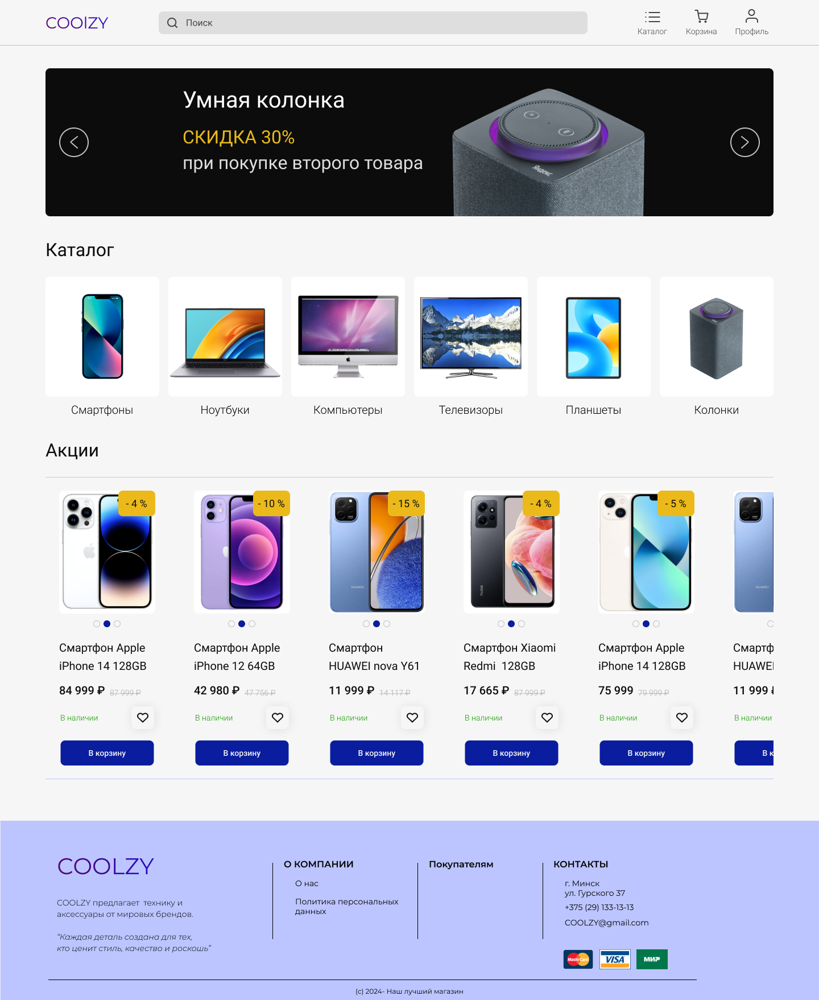 COOlZY
Поиск
Каталог
Корзина
Профиль
Умная колонка
СКИДКА 30%
при покупке второго товара
Яндекс
Каталог
Смартфоны
Ноутбуки
Компьютеры
Телевизоры
Планшеты
Колонки
Акции
- 4 %
- 10 %
- 15 %
- 4 %
- 5 %
HUAWEI
Redmi
HUAWEI
Смартфон Apple
iPhone 14 128GB
84 999 ₽ 87 999 ₽
В наличии
В корзину
Смартфон Apple
iPhone 12 64GB
42 980 ₽ 47 756 ₽
В наличии
В корзину
Смартфон
HUAWEI nova Y61
11 999 ₽ 14 117 ₽
В наличии
В корзину
Смартфон Xiaomi
Redmi  128GB
17 665 ₽ 87 999 ₽
В наличии
В корзину
Смартфон Apple
iPhone 14 128GB
75 999 79 999 ₽
В наличии
В корзину
Смартф
HUAWEI
11 999 ₽
В наличии
В к
COOLZY
COOLZY предлагает  технику и
аксессуары от мировых брендов.
“Каждая деталь создана для тех,
кто ценит стиль, качество и роскошь”
О КОМПАНИИ
О нас
Политика персональных
данных
Покупателям
КОНТАКТЫ
г. Минск
ул. Гурского 37
+375 (29) 133-13-13
COOLZY@gmail.com
MasterCard
VISA
МИР
(c) 2024- Наш лучший магазин